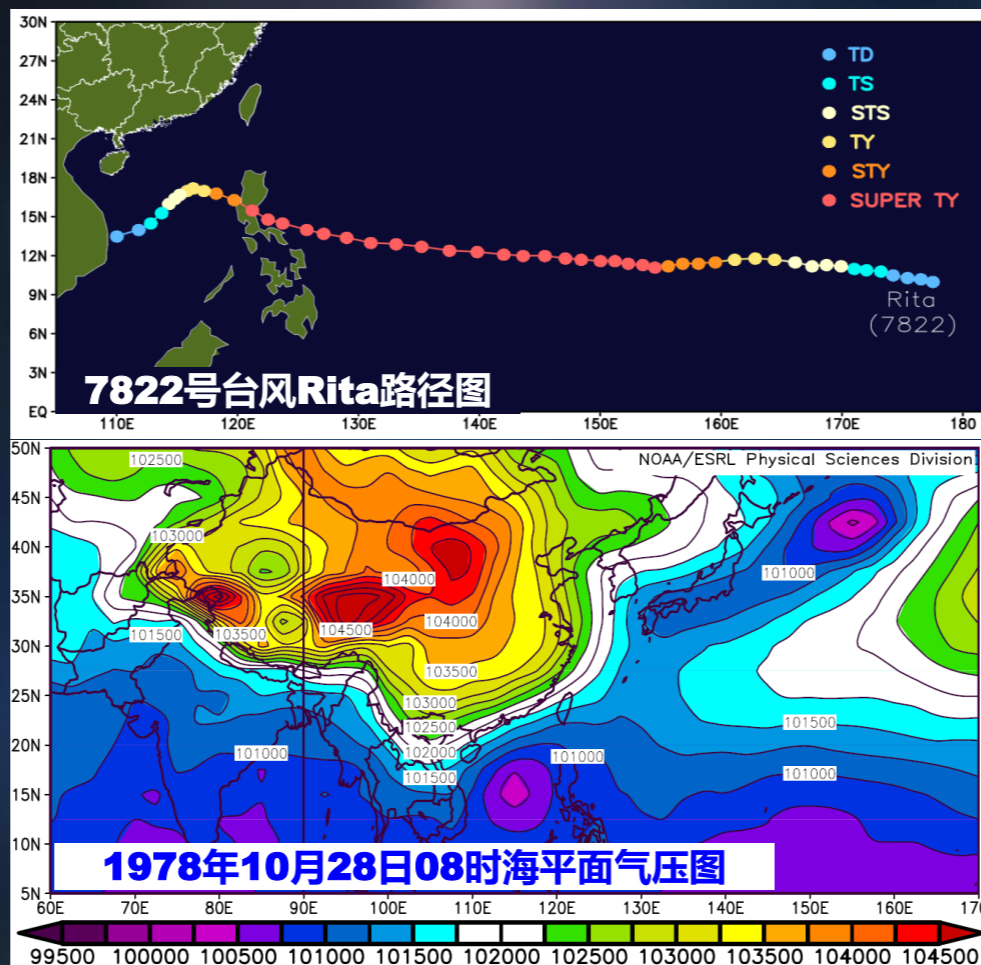 30N
27N
24N
21N
18N
15N
12N
9N
6N
3N
EQ
TD
TS
STS
TY
STY
SUPER TY
Rita
(7822)
7822号台风Rita路径图
110E 120E 130E 140E 150E 160E 170E 180
NOAA/ESRL Physical Sciences Division
50N
45N
40N
35N
30N
25N
20N
15N
10N
5N
102500
103000
101000
104000
101500
103500
104500
104000
103500
103000
102500
101500
102000
101000
101000
101500
101000
1978年10月28日08时海平面气压图
60E 70E 80E 90E 100E 110E 120E 130E 140E 150E 160E 170
99500 100000 100500 101000 101500 102000 102500 103000 103500 104000 104500